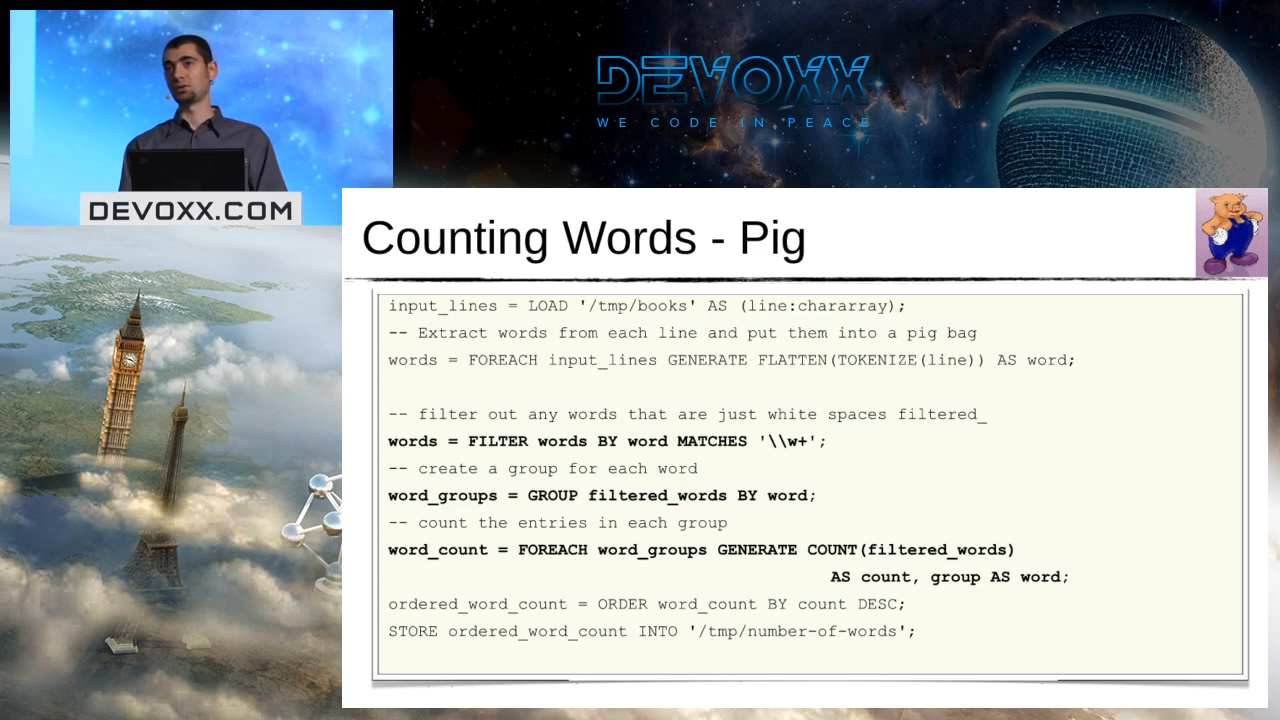 DEVOXX
WE CODE IN PEACE
DEVOXX.COM
Counting Words - Pig
input_lines = LOAD '/tmp/books' AS (line:chararray);
-- Extract words from each line and put them into a pig bag
words = FOREACH input_lines GENERATE FLATTEN(TOKENIZE(line)) AS word;
-- filter out any words that are just white spaces filtered_
words = FILTER words BY word MATCHES '\\w+';
-- create a group for each word
word_groups = GROUP filtered_words BY word;
-- count the entries in each group
word_count = FOREACH word_groups GENERATE COUNT(filtered_words)
AS count, group AS word;
ordered_word_count = ORDER word_count BY count DESC;
STORE ordered_word_count INTO '/tmp/number-of-words';